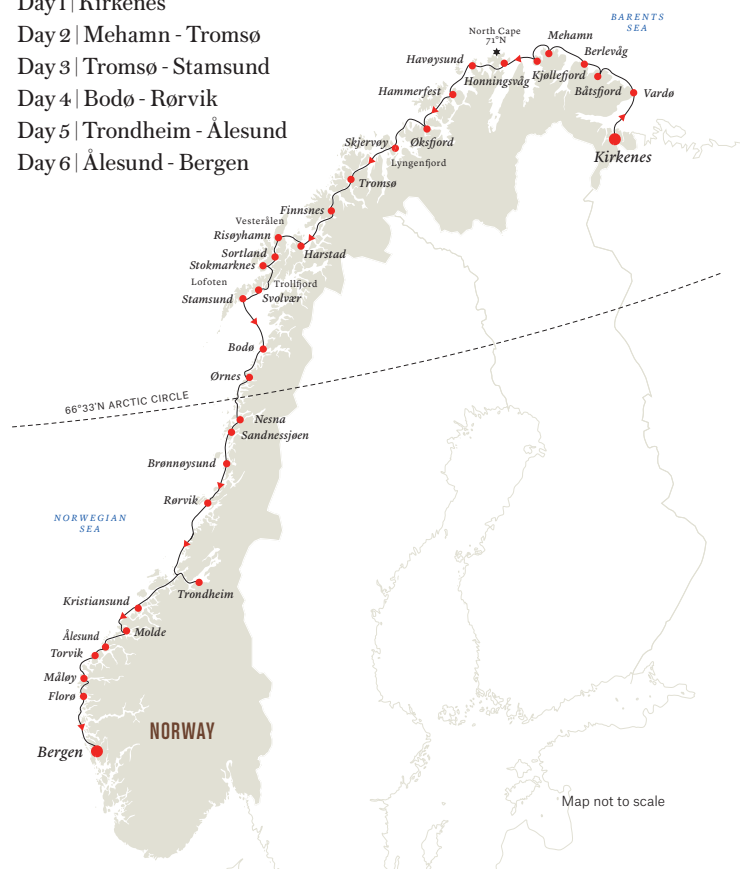 Day 1 | Kirkenes
Day 2 | Mehamn - Tromsø
Day 3 | Tromsø - Stamsund
Day 4 | Bodø - Rørvik
Day 5 | Trondheim - Ålesund
Day 6 | Ålesund - Bergen
BARENTS
SEA
North Cape
71°N
Mehamn
Berlevåg
Havøysund
Honningsvåg
Kjøllefjord
Båtsfjord
Vardø
Hammerfest
Kirkenes
Skjervøy
Øksfjord
Lyngenfjord
Tromsø
Finnsnes
Vesterålen
Risøyhamn
Harstad
Sortland
Stokmarknes
Lofoten
Trollfjord
Stamsund
Svolvær
Bodø
Ørnes
66°33'N ARCTIC CIRCLE
Nesna
Sandnessjøen
Brønnøysund
Rørvik
NORWEGIAN
SEA
Trondheim
Kristiansund
Molde
Ålesund
Torvik
Måløy
Florø
NORWAY
Bergen
Map not to scale